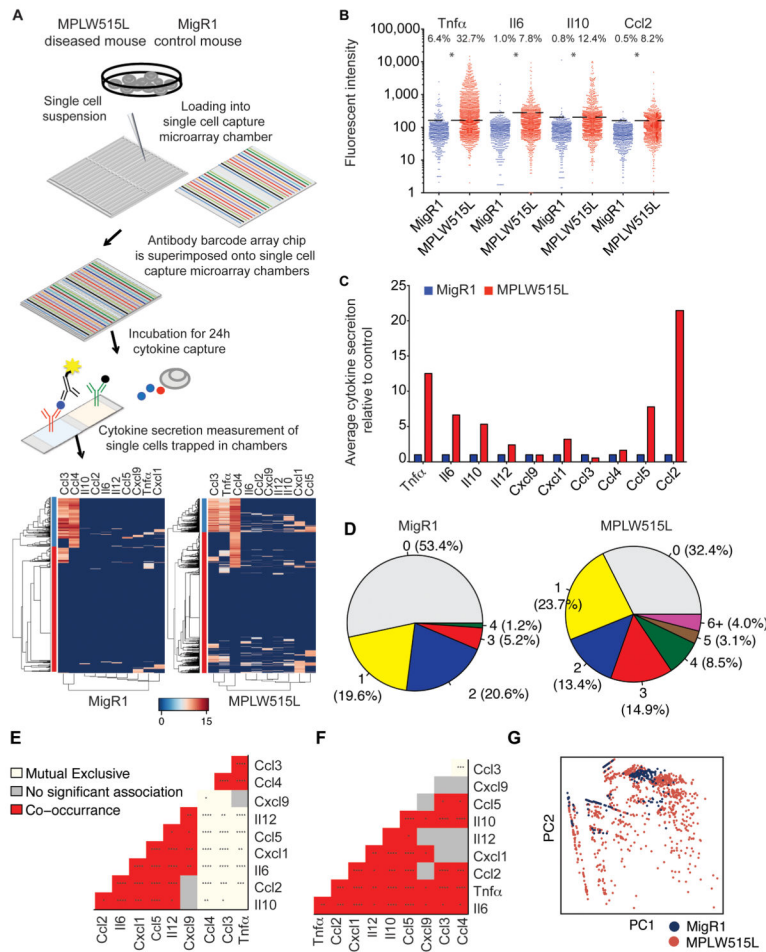 A
MPLW515L
diseased mouse
MigR1
control mouse
Single cell
suspension
Loading into
single cell capture
microarray chamber
Antibody barcode array chip
is superimposed onto single cell
capture microarray chambers
Incubation for 24h
cytokine capture
Cytokine secretion measurement of
single cells trapped in chambers
Ccl3
Ccl4
Il10
Ccl2
Il6
Il12
Ccl5
Cxcl9
Tnfα
Cxcl1
Ccl3
Tnfα
Ccl4
Il6
Ccl2
Cxcl9
Il12
Il10
Cxcl1
Ccl5
MigR1
MPLW515L
0 15
B
Tnfα Il6 Il10 Ccl2
6.4% 32.7% 1.0% 7.8% 0.8% 12.4% 0.5% 8.2%
* * * *
Fluorescent intensity
100,000
10,000
1000
100
10
1
MigR1
MPLW515L
MigR1
MPLW515L
MigR1
MPLW515L
MigR1
MPLW515L
C
MigR1 MPLW515L
Average cytokine secreiton
relative to control
25
20
15
10
5
0
Tnfα
Il6
Il10
Il12
Cxcl9
Cxcl1
Ccl3
Ccl4
Ccl5
Ccl2
D
MigR1
0 (53.4%)
4 (1.2%)
3 (5.2%)
2 (20.6%)
1
(19.6%)
MPLW515L
0 (32.4%)
1
(23.7%)
6+ (4.0%)
5 (3.1%)
4 (8.5%)
2
(13.4%)
3
(14.9%)
E
Mutual Exclusive
No significant association
Co-occurrance
Ccl3
Ccl4
Cxcl9
Il12
Ccl5
Cxcl1
Il6
Ccl2
Il10
Ccl2
Il6
Cxcl1
Ccl5
Il12
Cxcl9
Ccl4
Ccl3
Tnfα
F
Ccl3
Cxcl9
Ccl5
Il10
Il12
Cxcl1
Ccl2
Tnfα
Il6
Tnfα
Ccl2
Cxcl1
Il12
Il10
Ccl5
Cxcl9
Ccl3
Ccl4
G
PC2
PC1
MigR1
MPLW515L